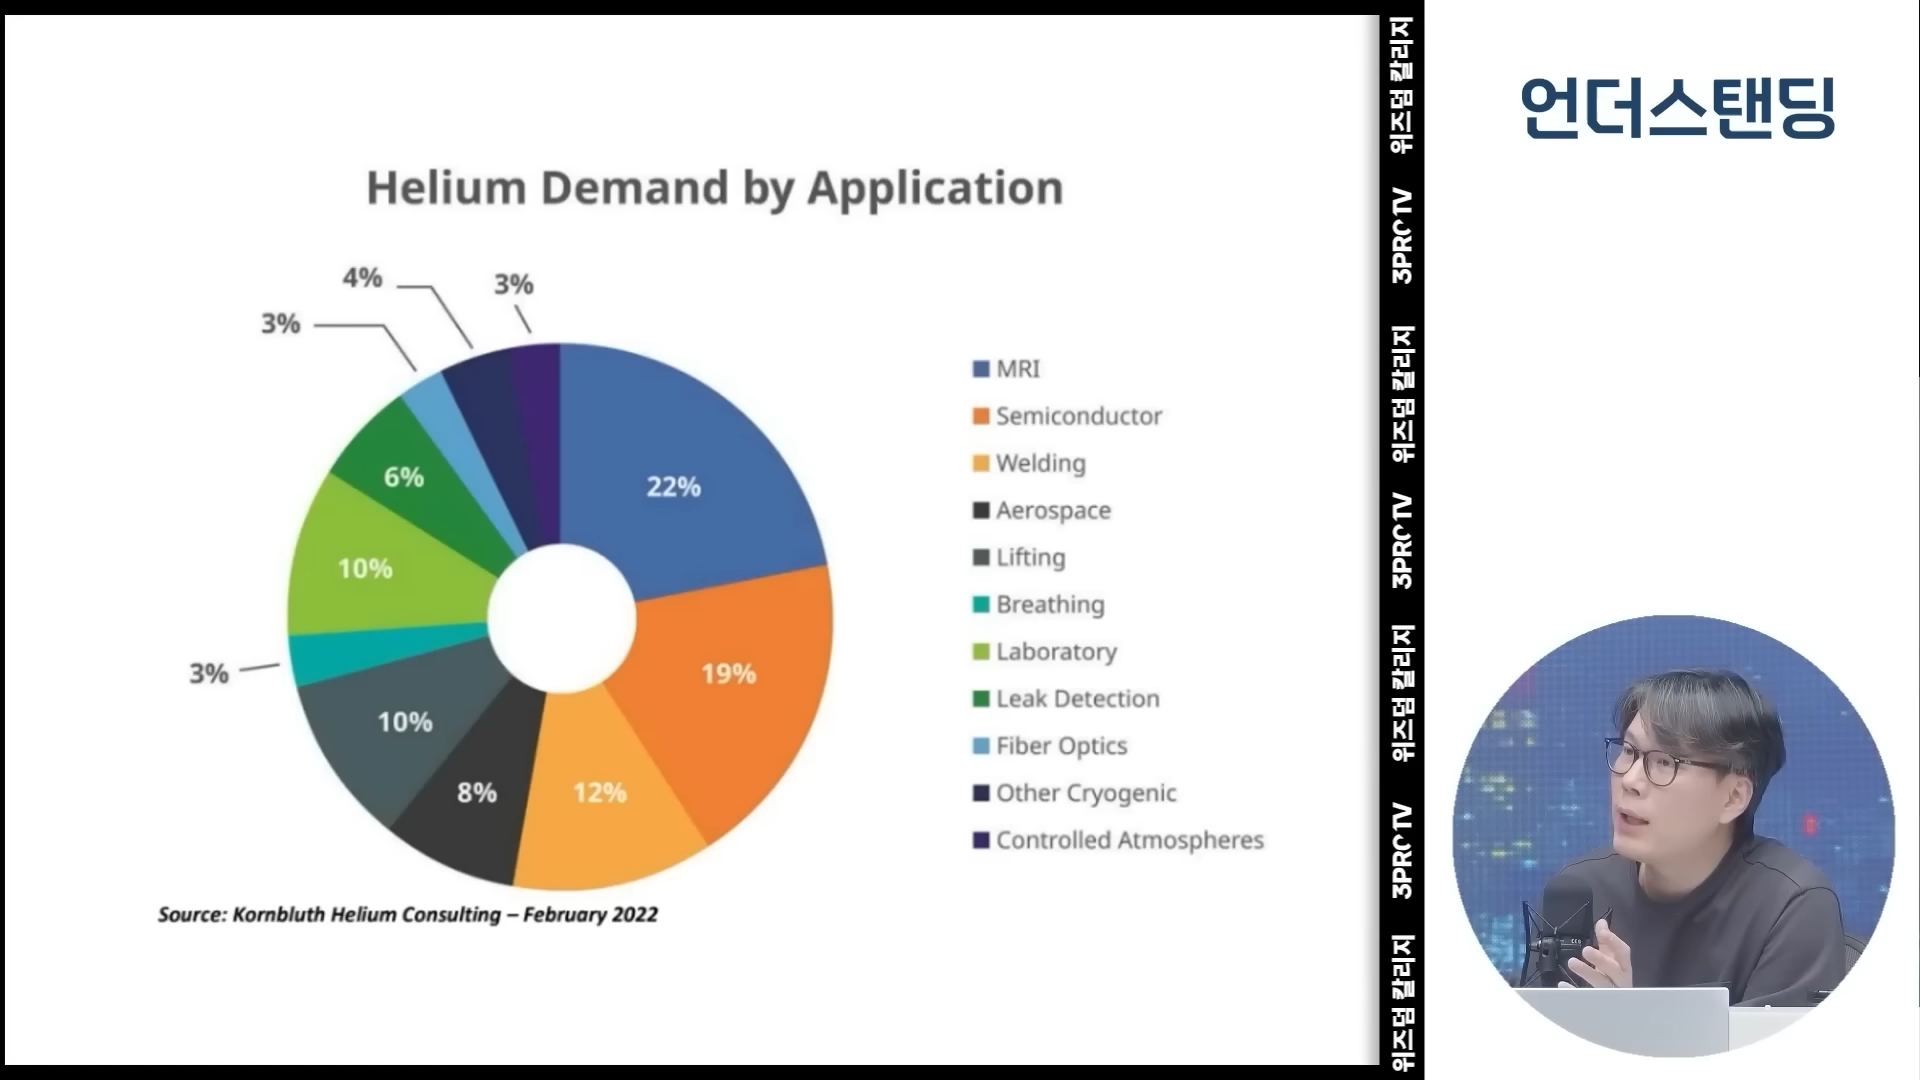 Helium Demand by Application
4%
3%
3%
22%
6%
10%
3%
19%
10%
8%
12%
MRI
Semiconductor
Welding
Aerospace
Lifting
Breathing
Laboratory
Leak Detection
Fiber Optics
Other Cryogenic
Controlled Atmospheres
Source: Kornbluth Helium Consulting – February 2022
위즈덤 칼리지
3PROTV
위즈덤 칼리지
3PROTV
위즈덤 칼리지
3PROTV
위즈덤 칼리지
언더스탠딩